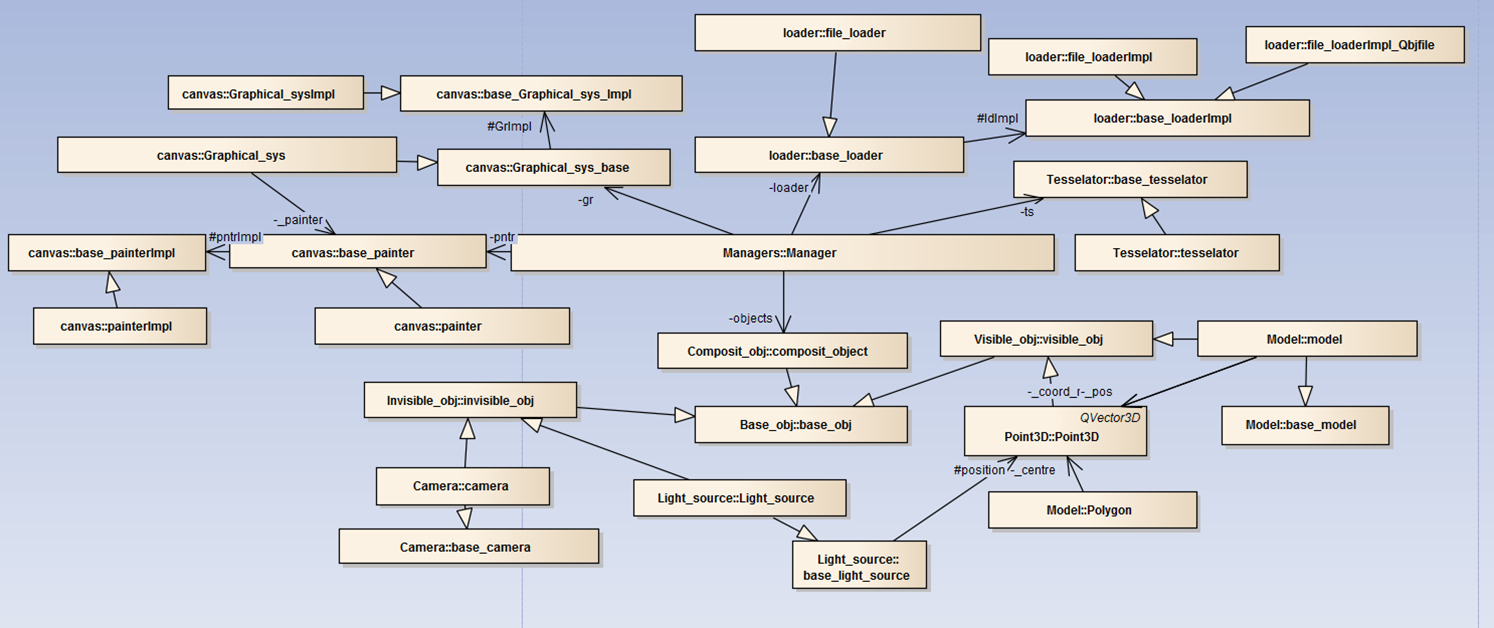 loader::file_loader
loader::file_loaderImpl
loader::file_loaderImpl_Qbjfile
canvas::Graphical_sysImpl
canvas::base_Graphical_sys_Impl
loader::base_loaderImpl
#GrImpl
#ldImpl
canvas::Graphical_sys
canvas::Graphical_sys_base
loader::base_loader
Tesselator::base_tesselator
-gr
-loader
-ts
-_painter
#pntrImpl
-pntr
canvas::base_painterImpl
canvas::base_painter
Managers::Manager
Tesselator::tesselator
canvas::painterImpl
canvas::painter
-objects
Composit_obj::composit_object
Visible_obj::visible_obj
Model::model
-_coord_r-_pos
Invisible_obj::invisible_obj
Base_obj::base_obj
QVector3D
Point3D::Point3D
Model::base_model
#position
-_centre
Camera::camera
Light_source::Light_source
Model::Polygon
Camera::base_camera
Light_source::
base_light_source